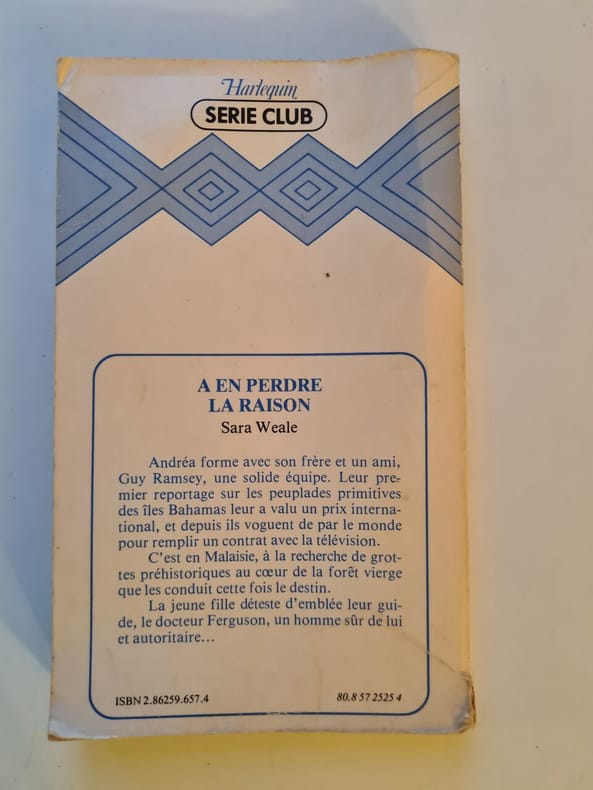 Harlequin
SERIE CLUB
A EN PERDRE
LA RAISON
Sara Weale
Andréa forme avec son frère et un ami,
Guy Ramsey, une solide équipe. Leur pre-
mier reportage sur les peuplades primitives
des îles Bahamas leur a valu un prix interna-
tional, et depuis ils voguent de par le monde
pour remplir un contrat avec la télévision.
C'est en Malaisie, à la recherche de grot-
tes préhistoriques au cœur de la forêt vierge
que les conduit cette fois le destin.
La jeune fille déteste d'emblée leur gui-
de, le docteur Ferguson, un homme sûr de lui
et autoritaire...
ISBN 2.86259.657.4
80.8 57 2525 4